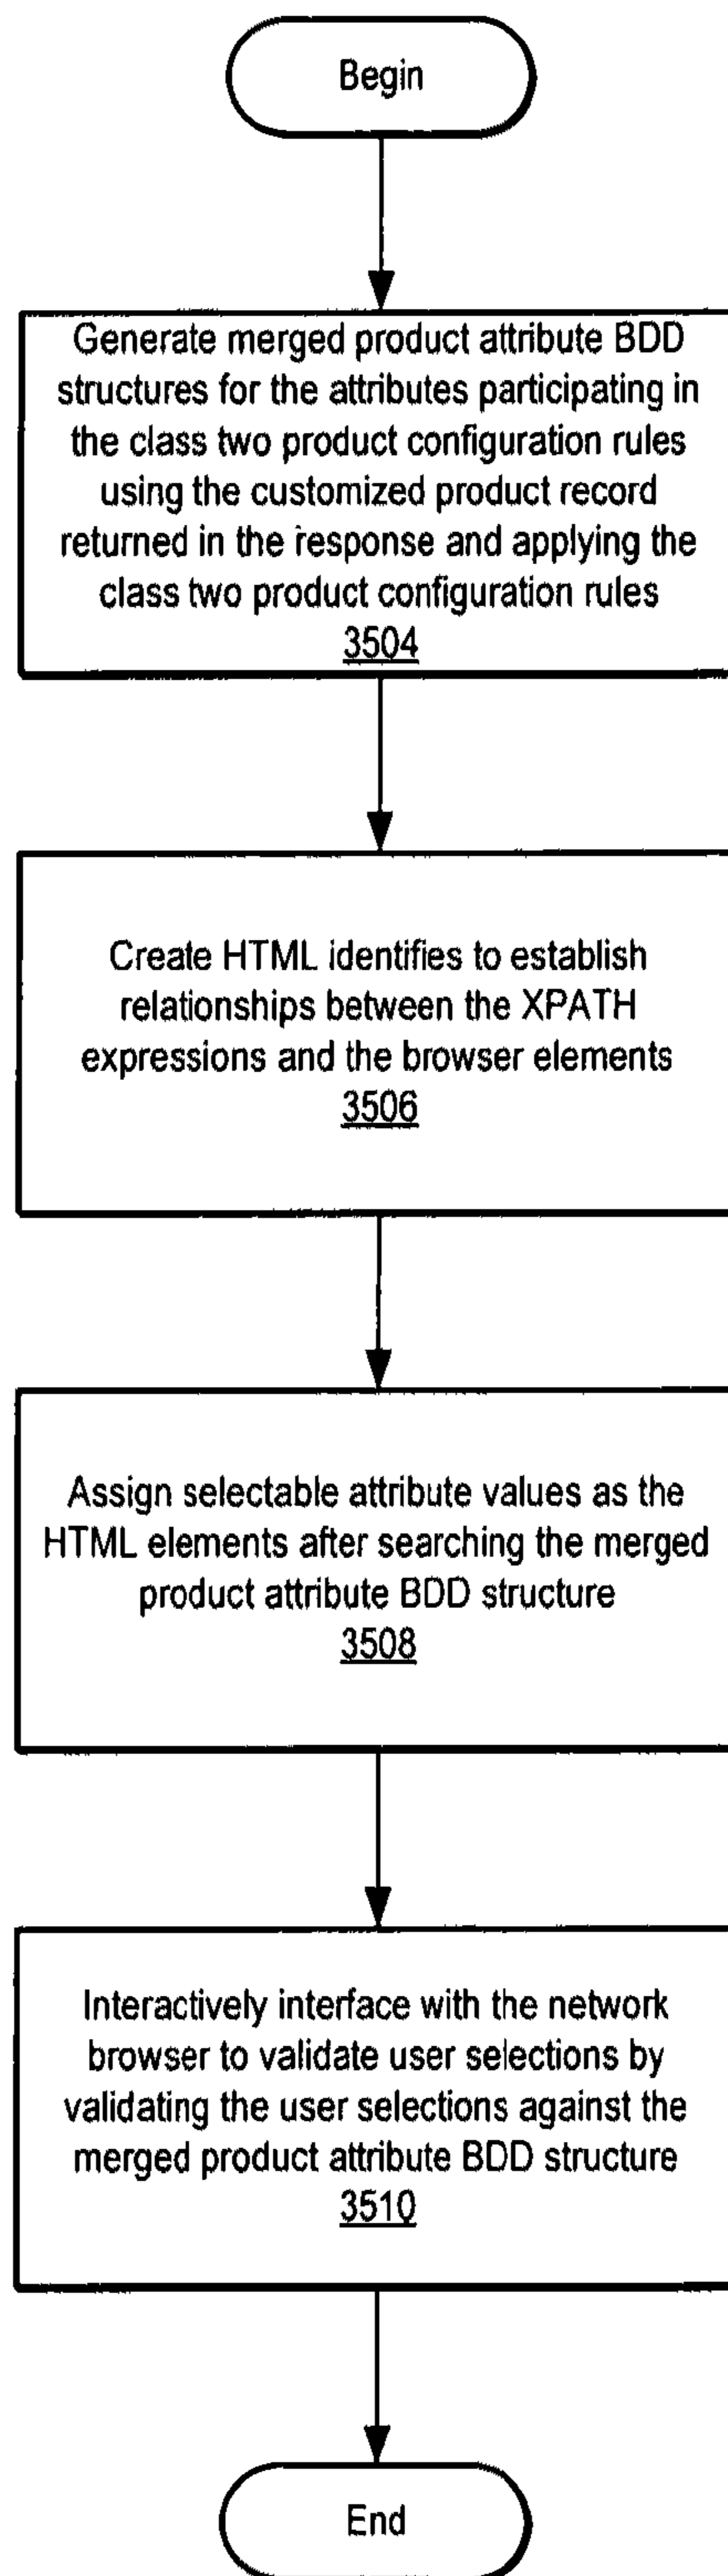 Begin
Generate merged product attribute BDD
structures for the attributes participating in
the class two product configuration rules
using the customized product record
returned in the response and applying the
class two product configuration rules
3504
Create HTML identifies to establish
relationships between the XPATH
expressions and the browser elements
3506
Assign selectable attribute values as the
HTML elements after searching the merged
product attribute BDD structure
3508
Interactively interface with the network
browser to validate user selections by
validating the user selections against the
merged product attribute BDD structure
3510
End